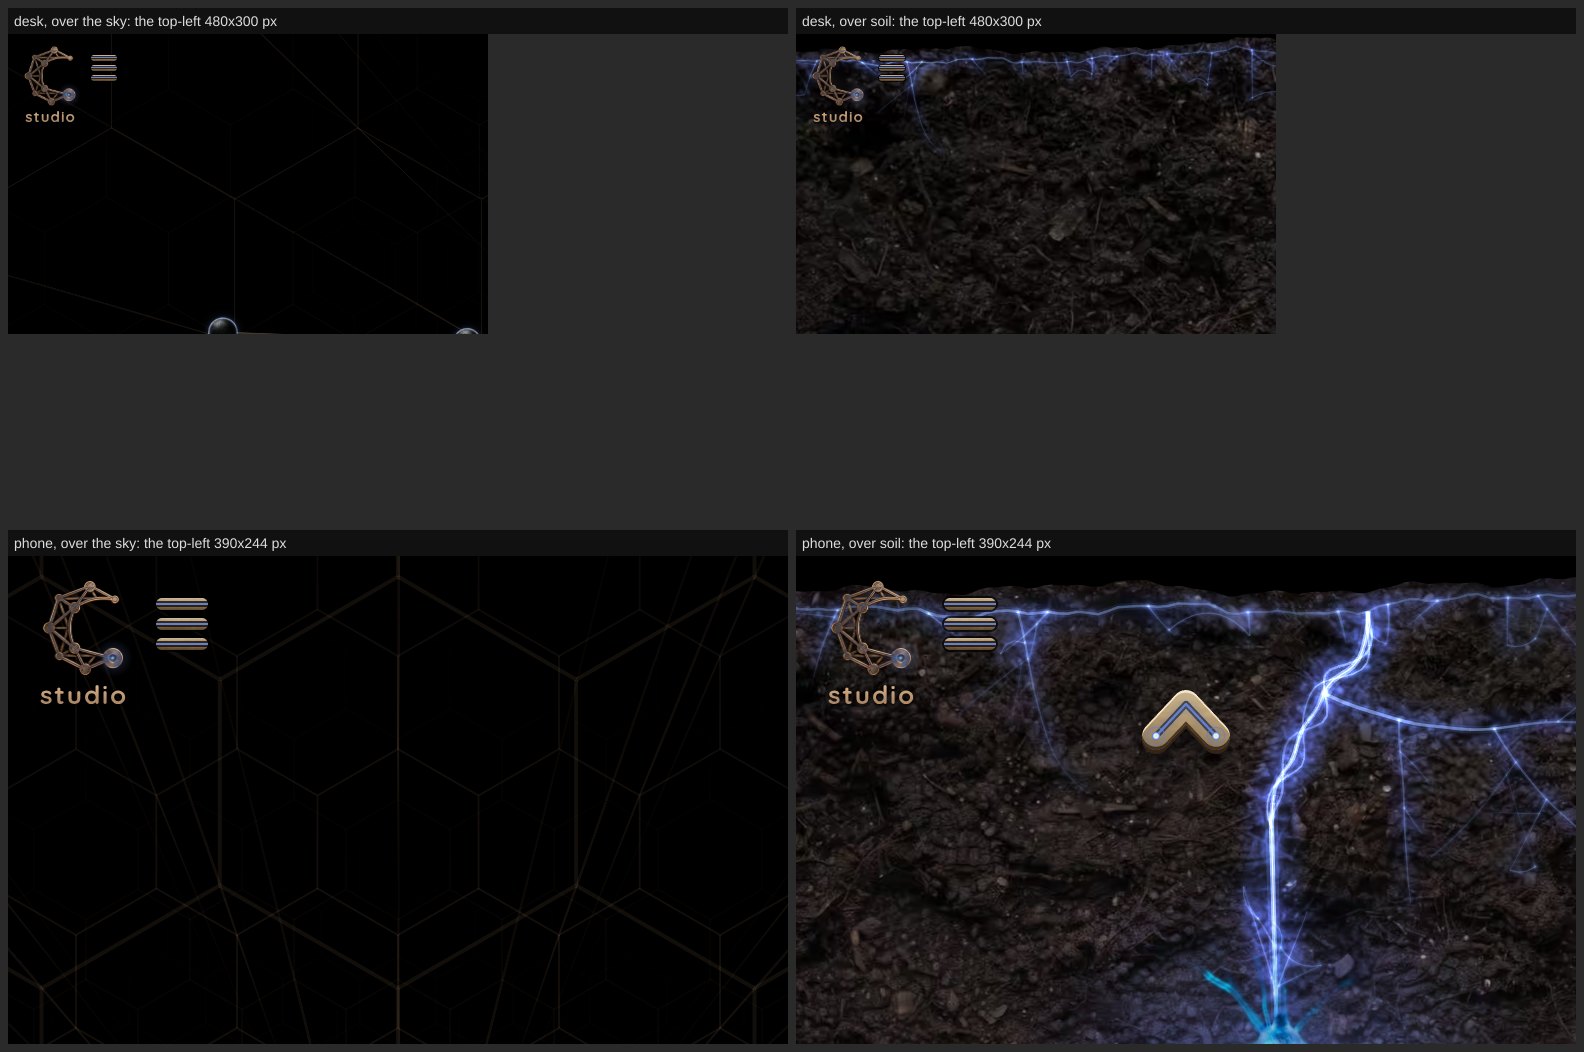 desk, over the sky: the top-left 480x300 px
desk, over soil: the top-left 480x300 px
studio
studio
phone, over the sky: the top-left 390x244 px
phone, over soil: the top-left 390x244 px
studio
studio